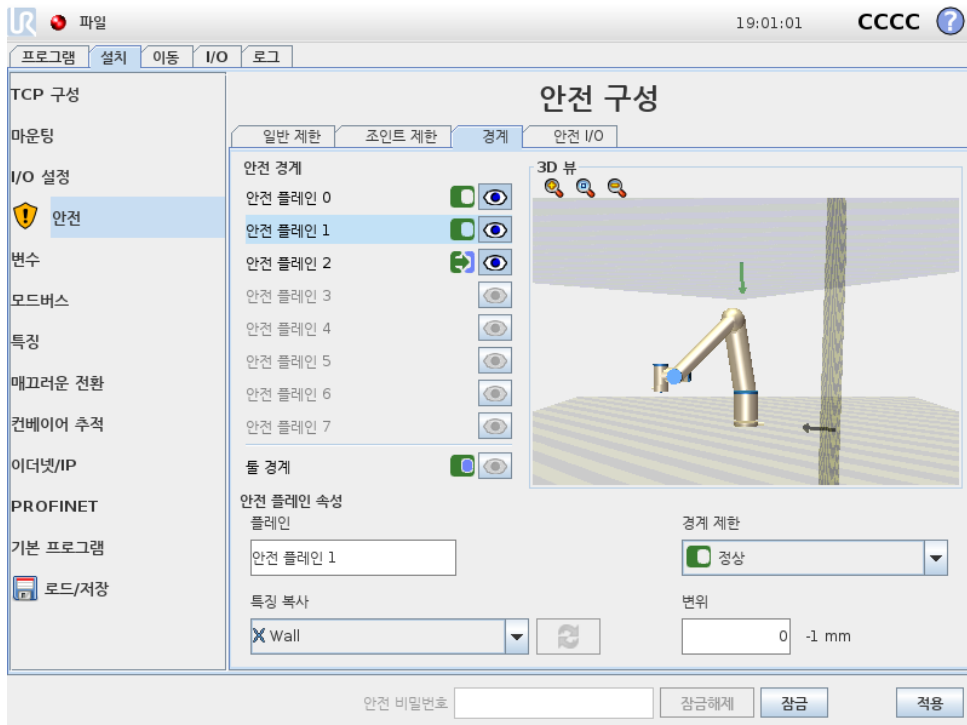 UR 파일 19:01:01 CCCC ?
프로그램 설치 이동 I/O 로그
TCP 구성
마운팅
I/O 설정
안전
변수
모드버스
특징
매끄러운 전환
컨베이어 추적
이더넷/IP
PROFINET
기본 프로그램
로드/저장
안전 구성
일반 제한 조인트 제한 경계 안전 I/O
안전 경계
안전 플레인 0
안전 플레인 1
안전 플레인 2
안전 플레인 3
안전 플레인 4
안전 플레인 5
안전 플레인 6
안전 플레인 7
툴 경계
3D 뷰
안전 플레인 속성
플레인
안전 플레인 1
경계 제한
정상
특징 복사
Wall
변위
0 -1 mm
안전 비밀번호 잠금해제 잠금 적용